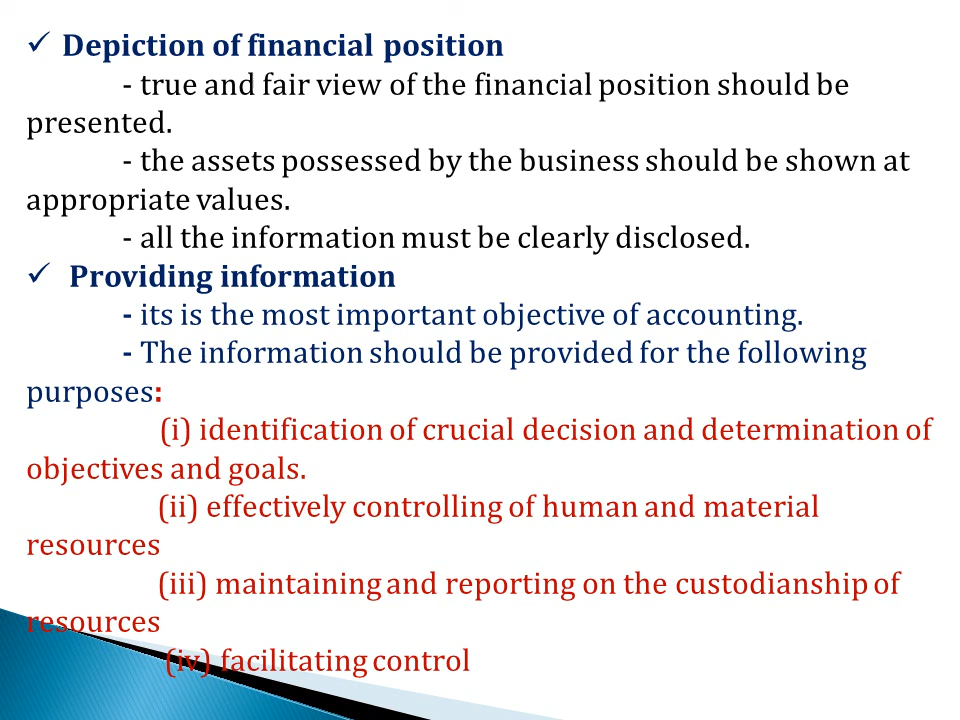 ✓ Depiction of financial position
- true and fair view of the financial position should be
presented.
- the assets possessed by the business should be shown at
appropriate values.
- all the information must be clearly disclosed.
✓ Providing information
- its is the most important objective of accounting.
- The information should be provided for the following
purposes:
(i) identification of crucial decision and determination of
objectives and goals.
(ii) effectively controlling of human and material
resources
(iii) maintaining and reporting on the custodianship of
resources
(iv) facilitating control